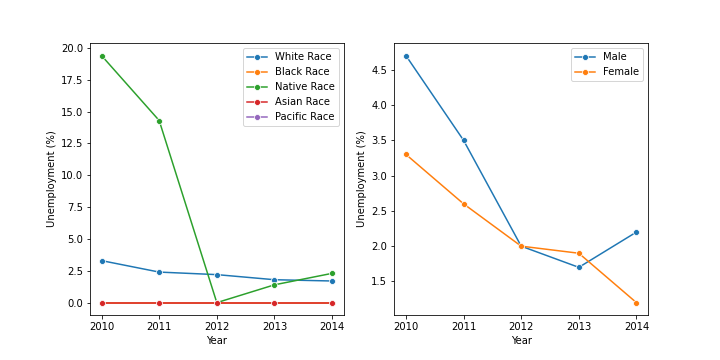 20.0
17.5
15.0
12.5
10.0
7.5
5.0
2.5
0.0
Unemployment (%)
2010 2011 2012 2013 2014
Year
White Race
Black Race
Native Race
Asian Race
Pacific Race
4.5
4.0
3.5
3.0
2.5
2.0
1.5
Unemployment (%)
2010 2011 2012 2013 2014
Year
Male
Female